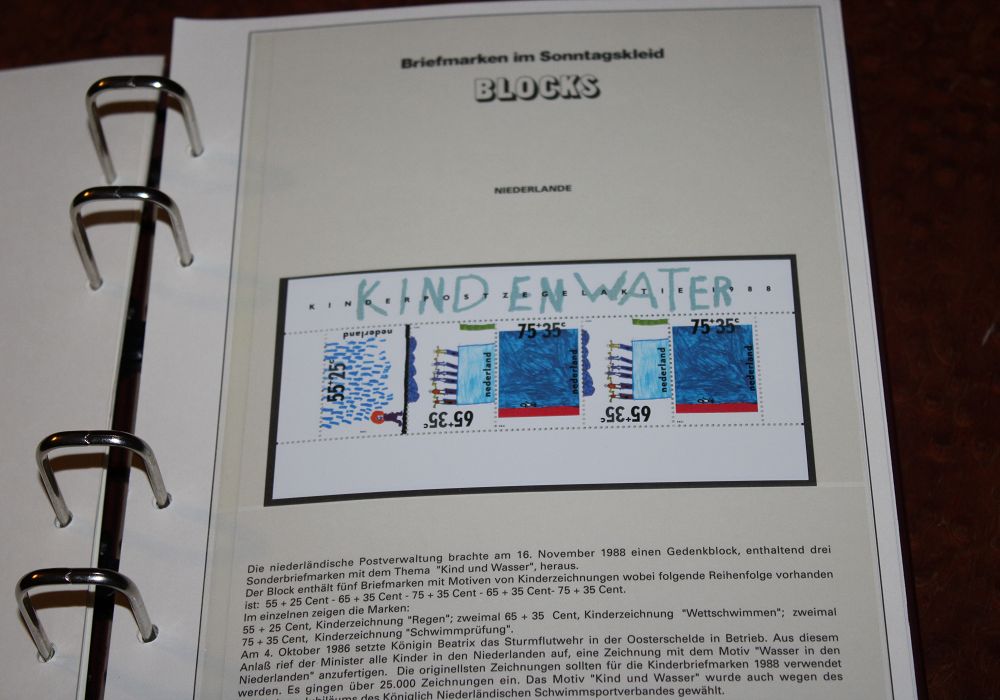 Briefmarken im Sonntagskleid
BLOCKS
NIEDERLANDE
KIND EN WATER
KINDERPOSTZEGELAKTIE 1988
nederland
55+25c
65+35c
75+35c
nederland
65+35c
75+35c
nederland
Die niederländische Postverwaltung brachte am 16. November 1988 einen Gedenkblock, enthaltend drei
Sonderbriefmarken mit dem Thema "Kind und Wasser", heraus.
Der Block enthält fünf Briefmarken mit Motiven von Kinderzeichnungen wobei folgende Reihenfolge vorhanden
ist: 55 + 25 Cent - 65 + 35 Cent - 75 + 35 Cent - 65 + 35 Cent- 75 + 35 Cent.
Im einzelnen zeigen die Marken:
55 + 25 Cent, Kinderzeichnung "Regen"; zweimal 65 + 35 Cent, Kinderzeichnung "Wettschwimmen"; zweimal
75 + 35 Cent, Kinderzeichnung "Schwimmprüfung".
Am 4. Oktober 1986 setzte Königin Beatrix das Sturmflutwehr in der Oosterschelde in Betrieb. Aus diesem
Anlaß rief der Minister alle Kinder in den Niederlanden auf, eine Zeichnung mit dem Motiv "Wasser in den
Niederlanden" anzufertigen. Die originellsten Zeichnungen sollten für die Kinderbriefmarken 1988 verwendet
werden. Es gingen über 25.000 Zeichnungen ein. Das Motiv "Kind und Wasser" wurde auch wegen des
des Königlich Niederländischen Schwimmsportverbandes gewählt.